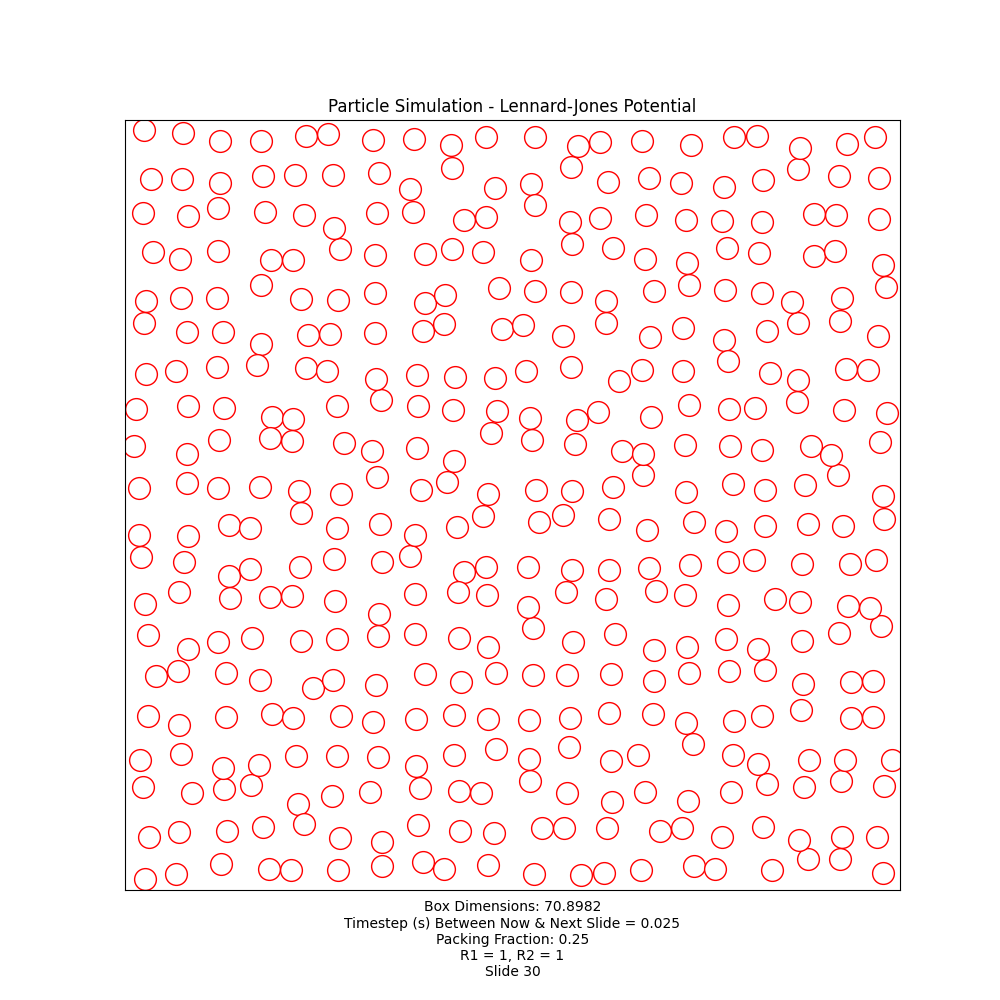 Particle Simulation - Lennard-Jones Potential
Box Dimensions: 70.8982
Timestep (s) Between Now & Next Slide = 0.025
Packing Fraction: 0.25
R1 = 1, R2 = 1
Slide 30